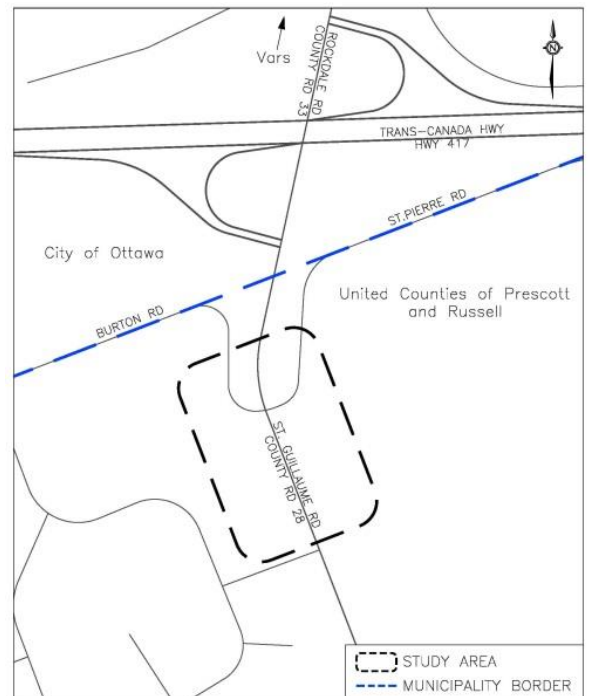 Vars
ROCKDALE RD
COUNTY RD 33
N
TRANS-CANADA HWY
HWY 417
ST.PIERRE RD
City of Ottawa
United Counties of Prescott
and Russell
BURTON RD
ST. GUILLAUME RD
COUNTY RD 28
STUDY AREA
MUNICIPALITY BORDER